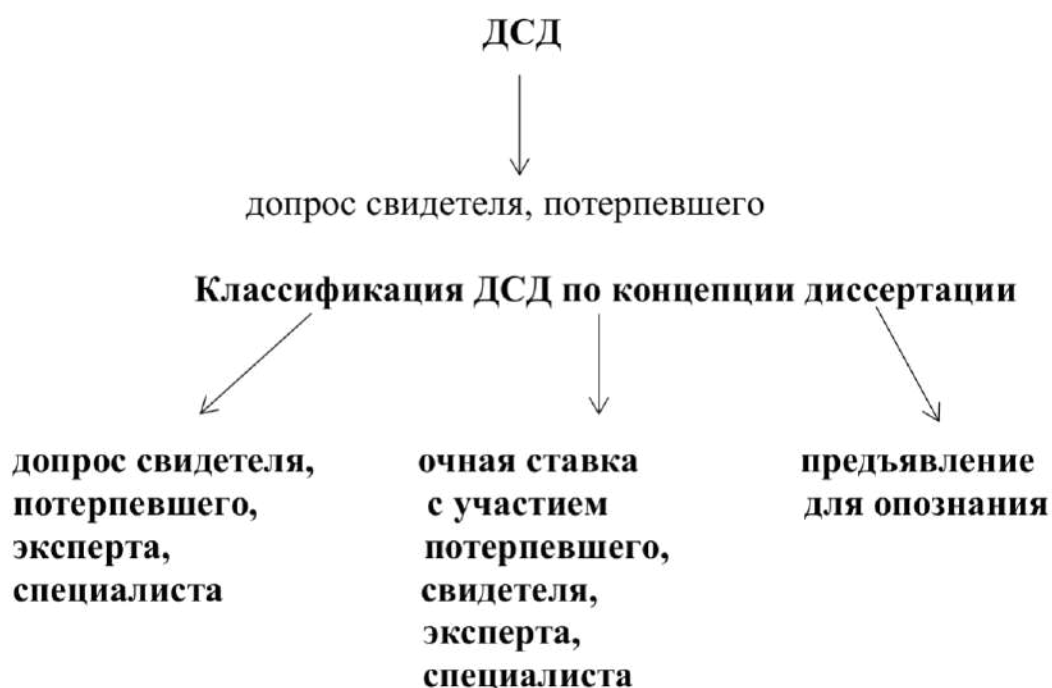 ДСД
допрос свидетеля, потерпевшего
Классификация ДСД по концепции диссертации
допрос свидетеля,
потерпевшего,
эксперта,
специалиста
очная ставка
с участием
потерпевшего,
свидетеля,
эксперта,
специалиста
предъявление
для опознания